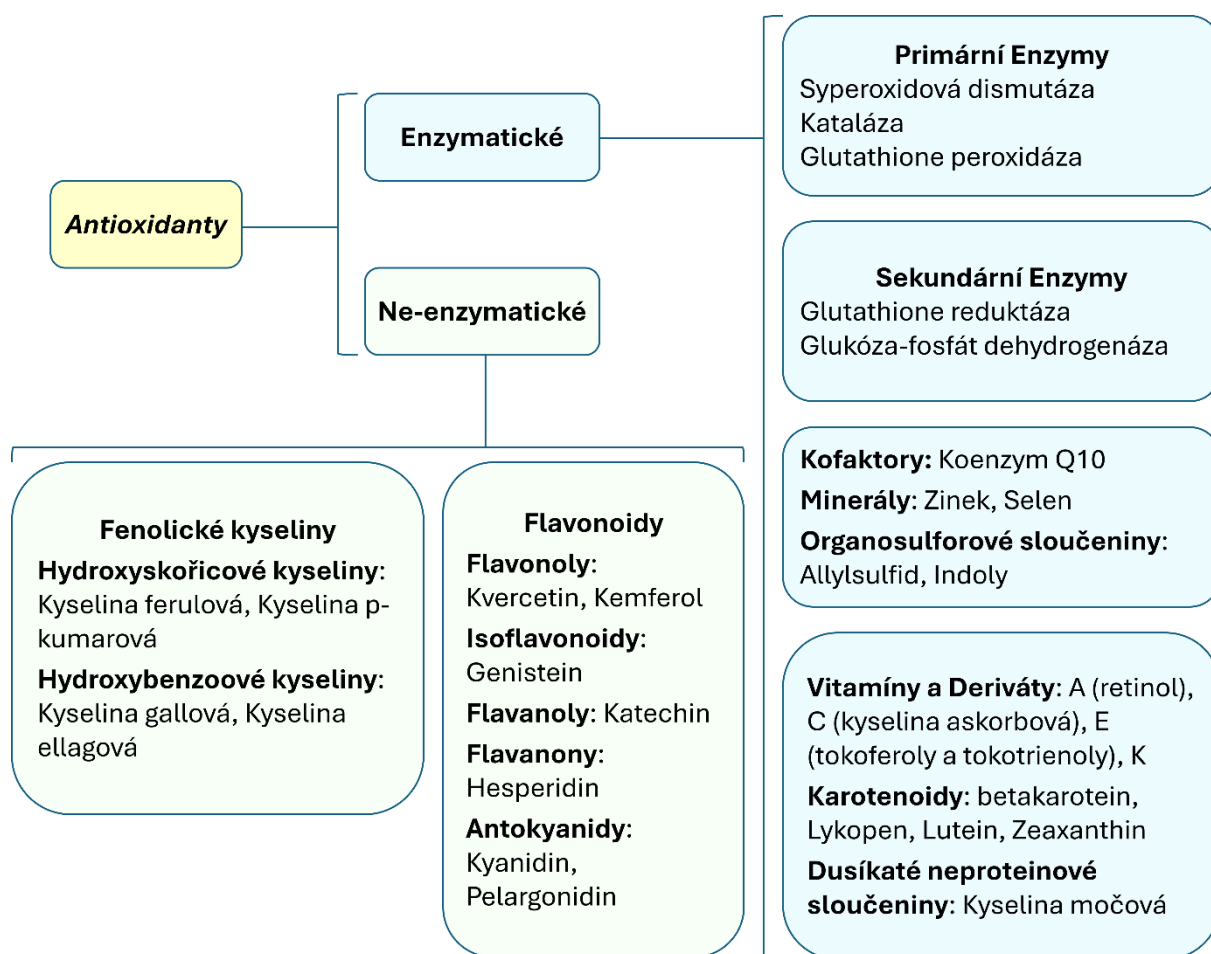 Antioxidanty
Enzymatické
Ne-enzymatické
Primární Enzymy
Syperoxidová dismutáza
Kataláza
Glutathione peroxidáza
Sekundární Enzymy
Glutathione reduktáza
Glukóza-fosfát dehydrogenáza
Kofaktory: Koenzym Q10
Minerály: Zinek, Selen
Organosulforové sloučeniny:
Allylsulfid, Indoly
Vitamíny a Deriváty: A (retinol),
C (kyselina askorbová), E
(tokoferoly a tokotrienoly), K
Karotenoidy: betakarotein,
Lykopen, Lutein, Zeaxanthin
Dusíkaté neproteinové
sloučeniny: Kyselina močová
Fenolické kyseliny
Hydroxyskořicové kyseliny:
Kyselina ferulová, Kyselina p-
kumarová
Hydroxybenzoové kyseliny:
Kyselina gallová, Kyselina
ellagová
Flavonoidy
Flavonoly:
Kvercetin, Kemferol
Isoflavonoidy:
Genistein
Flavanoly: Katechin
Flavanony:
Hesperidin
Antokyanidy:
Kyanidin,
Pelargonidin